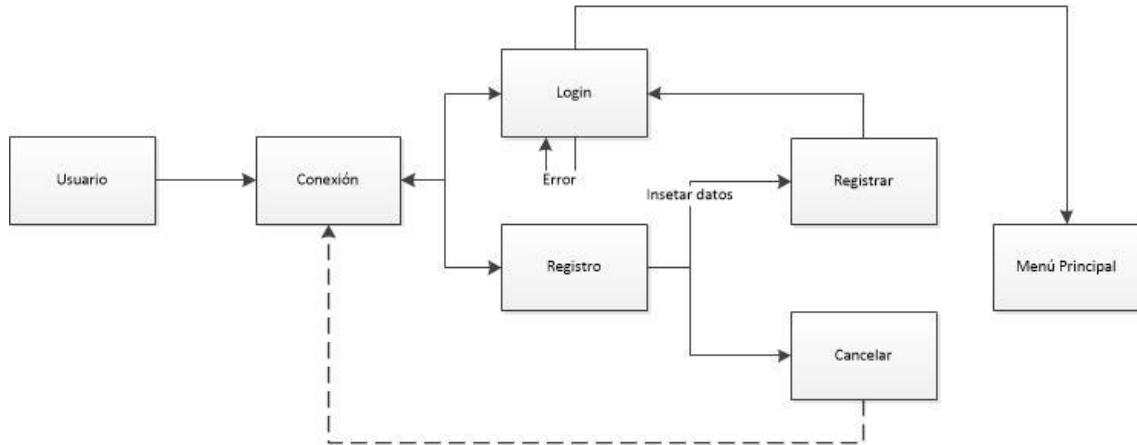 Login
Usuario
Conexión
Error
Insetar datos
Registrar
Registro
Menú Principal
Cancelar